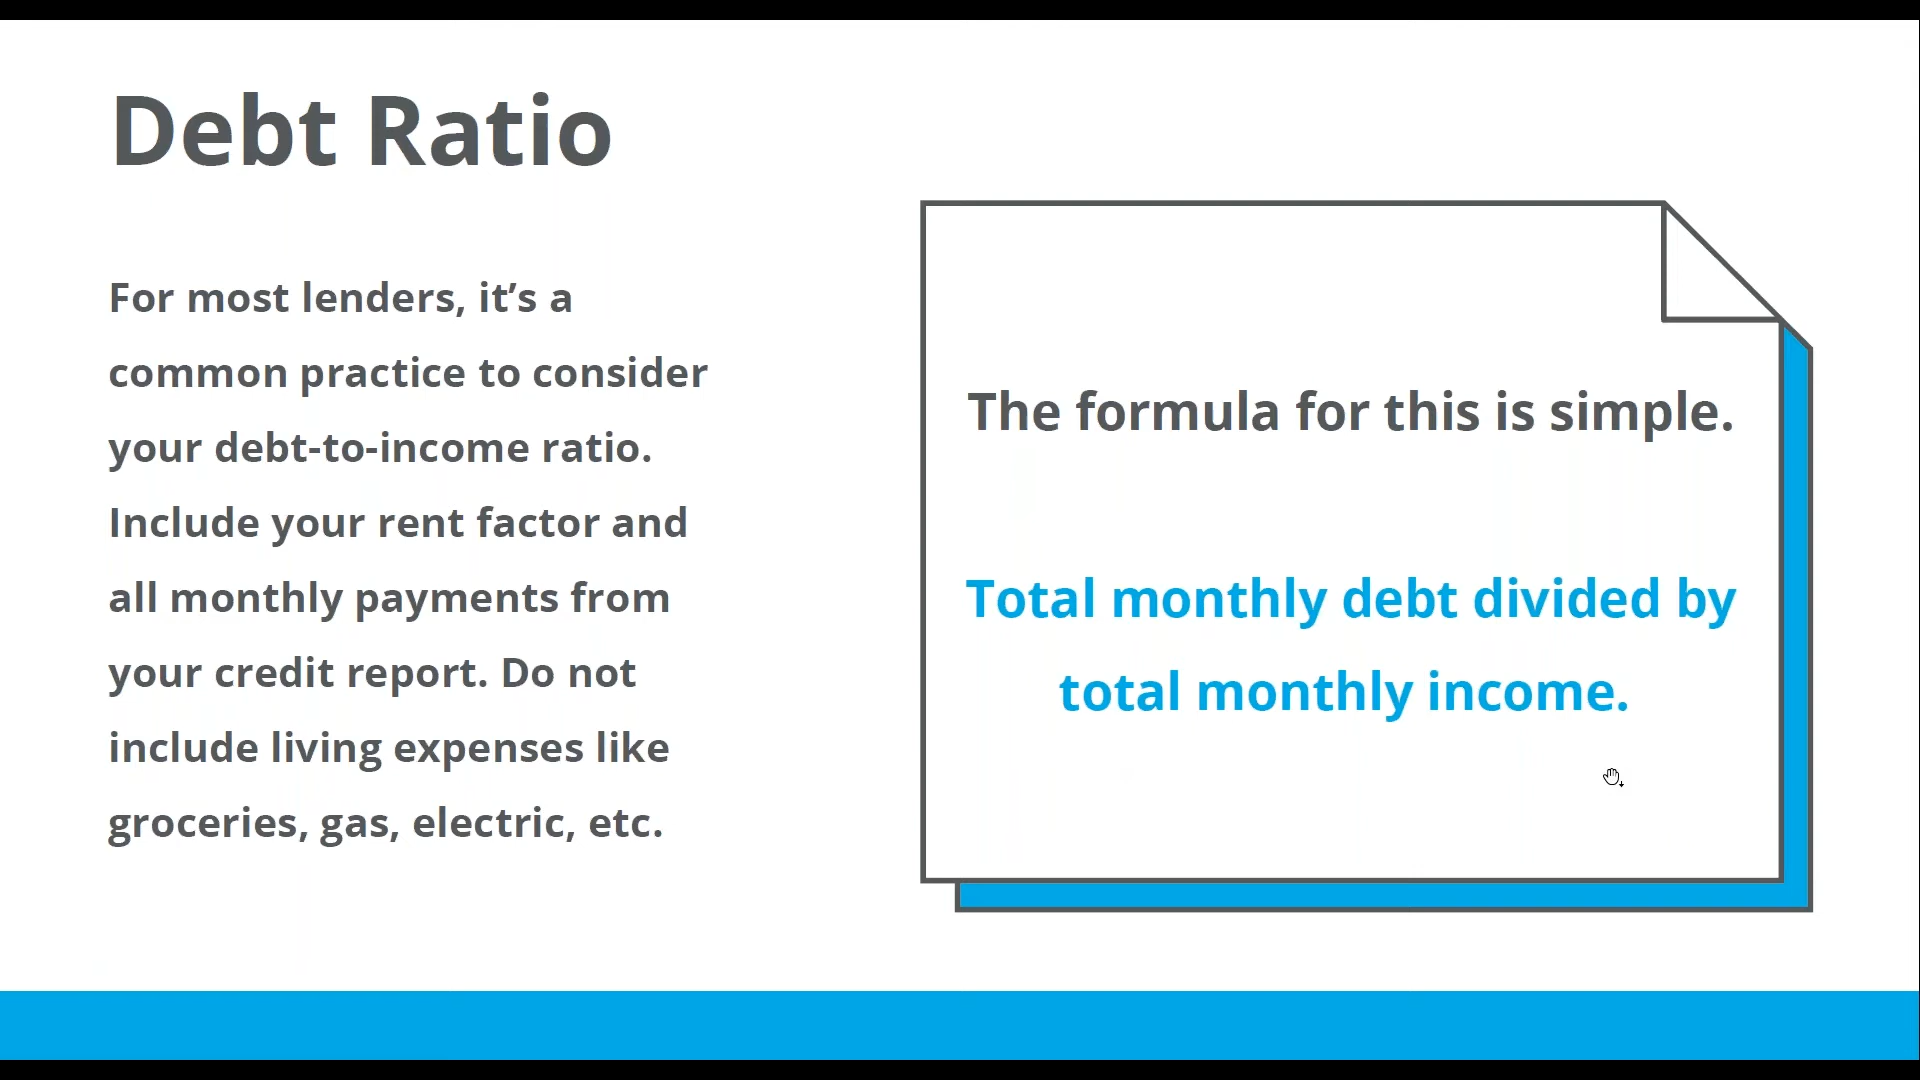 Debt Ratio
For most lenders, it’s a
common practice to consider
your debt-to-income ratio.
Include your rent factor and
all monthly payments from
your credit report. Do not
include living expenses like
groceries, gas, electric, etc.
The formula for this is simple.
Total monthly debt divided by
total monthly income.